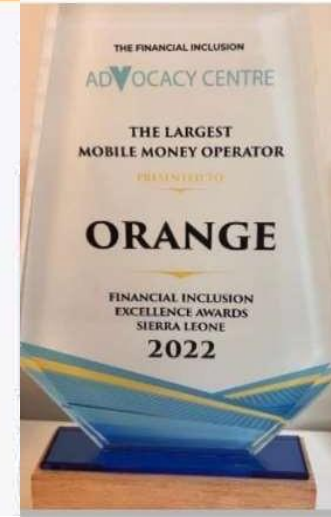 THE FINANCIAL INCLUSION
ADVOCACY CENTRE
THE LARGEST
MOBILE MONEY OPERATOR
PRESENTED TO
ORANGE
FINANCIAL INCLUSION
EXCELLENCE AWARDS
SIERRA LEONE
2022